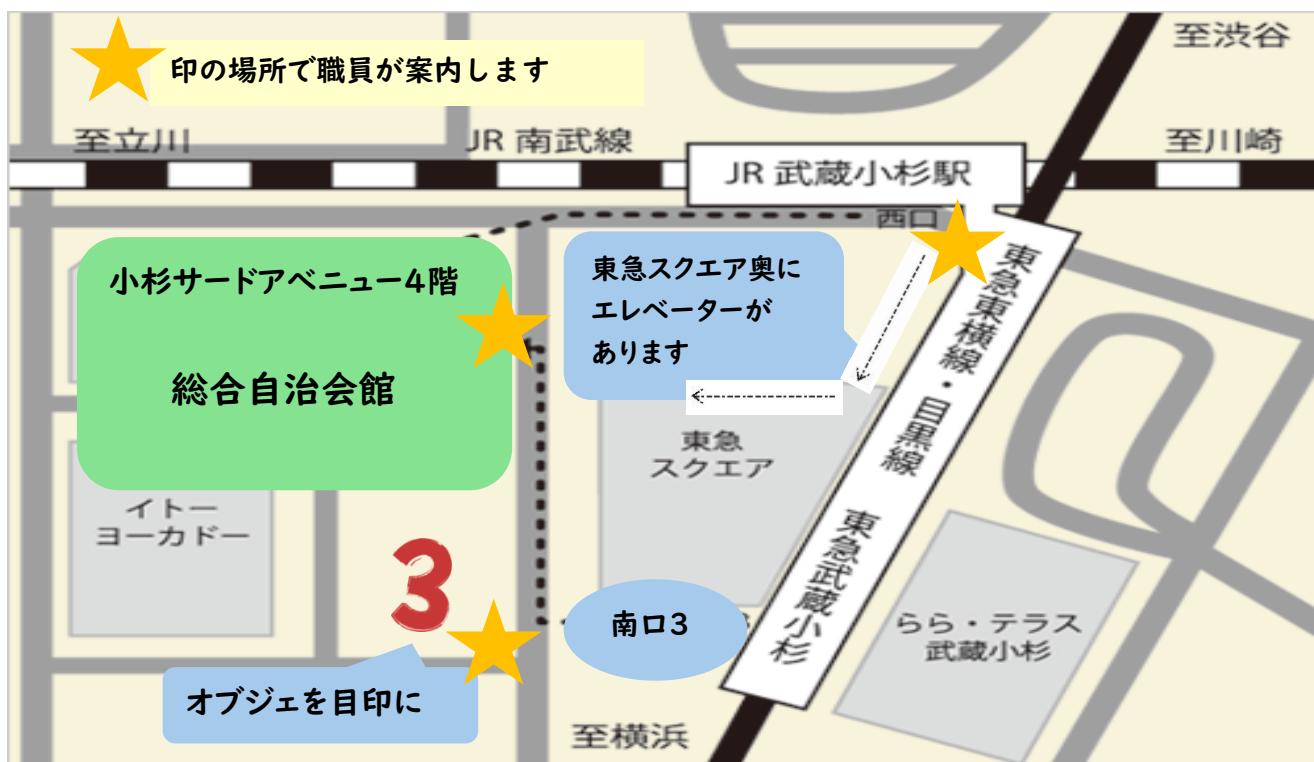 印の場所で職員が案内します
至渋谷
至立川
JR 南武線
至川崎
JR 武蔵小杉駅
西口
小杉サードアベニュー4階
総合自治会館
東急スクエア奥に
エレベーターが
あります
東急東横線・目黒線 東急武蔵小杉
東急
スクエア
イトー
ヨーカドー
3
南口3
らら・テラス
武蔵小杉
オブジェを目印に
至横浜